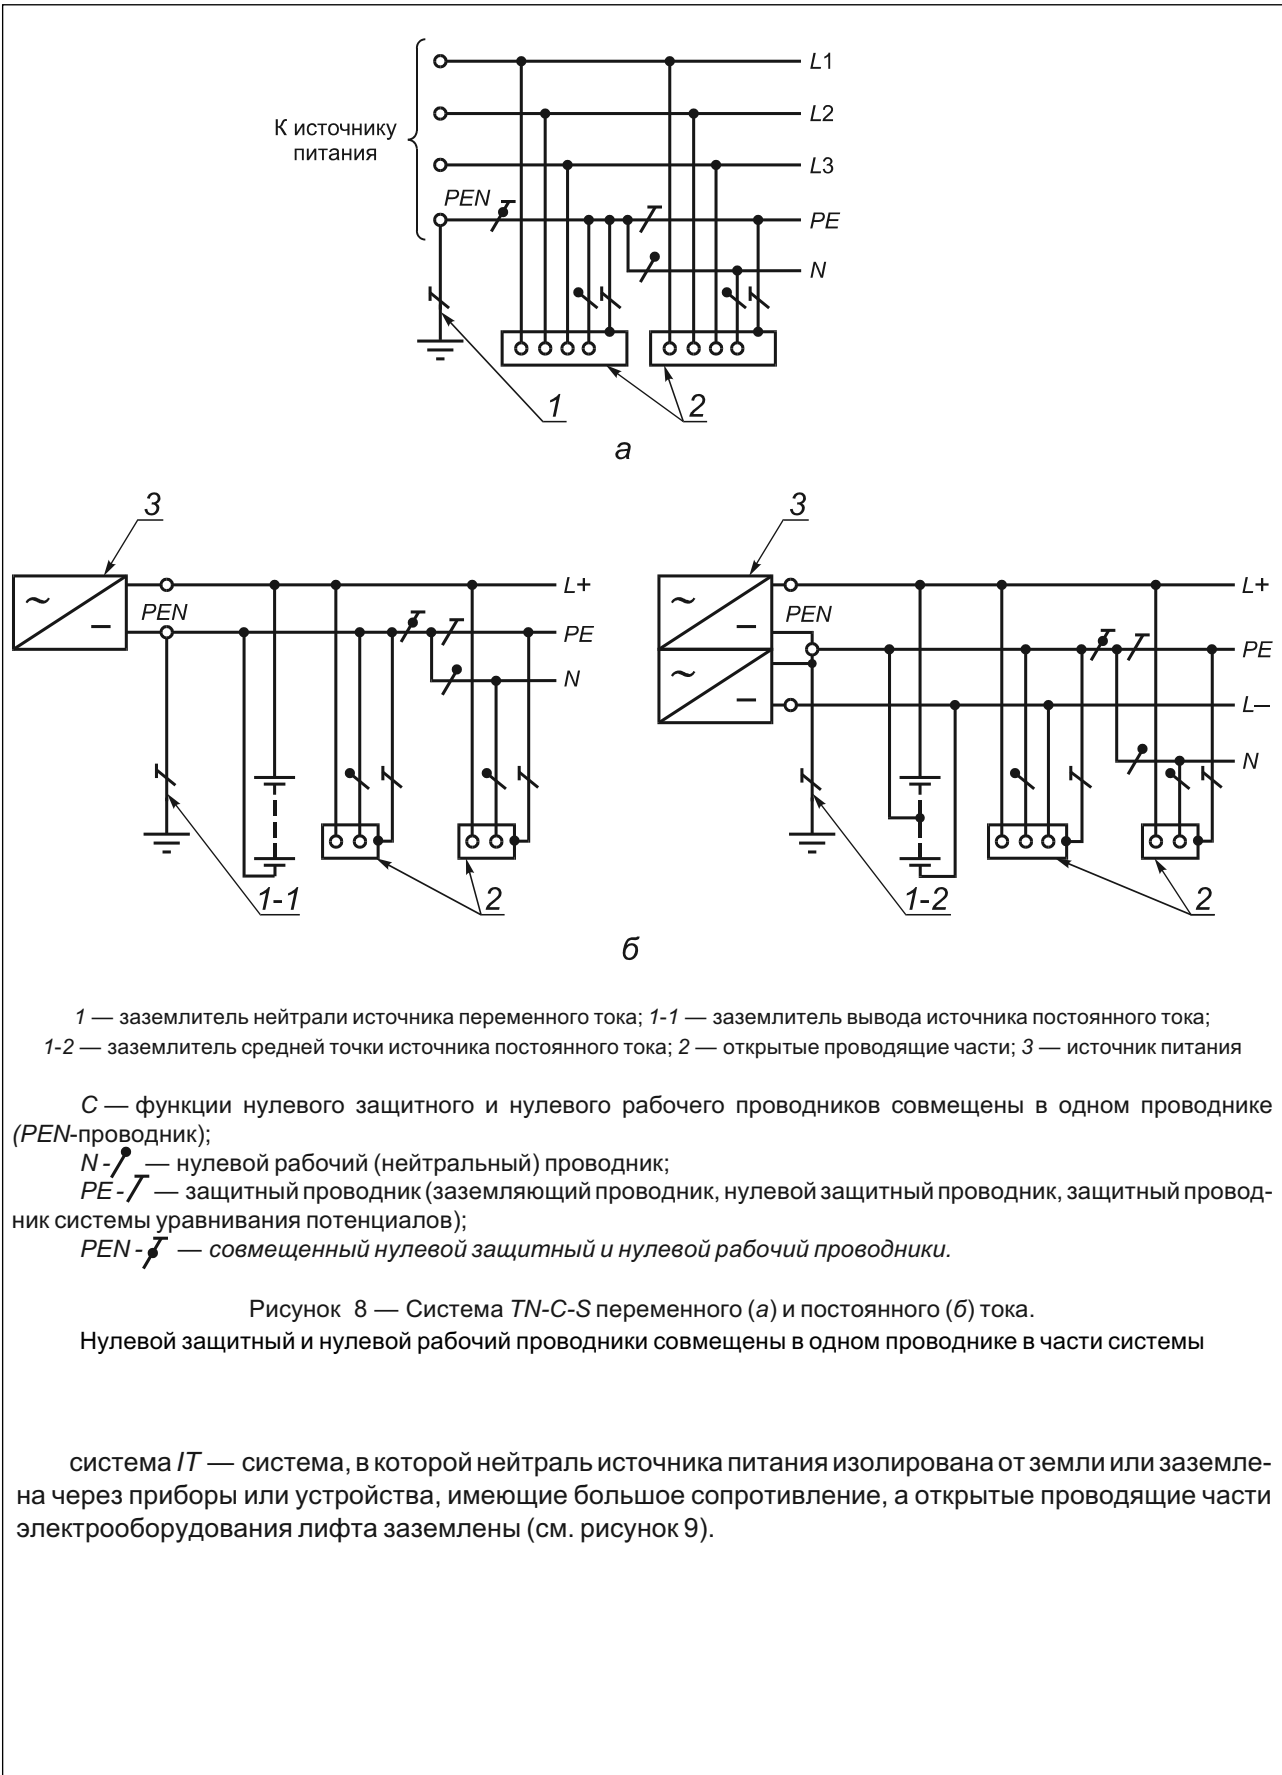 К источнику
питания
L1
L2
L3
PEN
PE
N
1
2
а
3
3
L+
PEN
PE
N
L+
PEN
PE
L—
N
~
—
~
—
~
—
1-1
2
1-2
2
б
1 — заземлитель нейтрали источника переменного тока; 1-1 — заземлитель вывода источника постоянного тока;
1-2 — заземлитель средней точки источника постоянного тока; 2 — открытые проводящие части; 3 — источник питания
С — функции нулевого защитного и нулевого рабочего проводников совмещены в одном проводнике
(PEN-проводник);
N - — нулевой рабочий (нейтральный) проводник;
PE - — защитный проводник (заземляющий проводник, нулевой защитный проводник, защитный провод-
ник системы уравнивания потенциалов);
PEN - — совмещенный нулевой защитный и нулевой рабочий проводники.
Рисунок 8 — Система TN-C-S переменного (а) и постоянного (б) тока.
Нулевой защитный и нулевой рабочий проводники совмещены в одном проводнике в части системы
система IT — система, в которой нейтраль источника питания изолирована от земли или заземле-
на через приборы или устройства, имеющие большое сопротивление, а открытые проводящие части
электрооборудования лифта заземлены (см. рисунок 9).